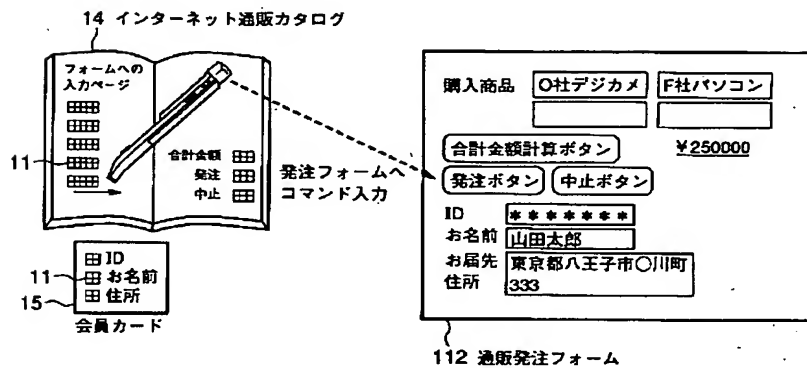 14 インターネット通販カタログ
フォームへの
入力ページ
11
合計金額
発注
中止
発注フォームへ
コマンド入力
11
ID
お名前
住所
15
会員カード
購入商品 O社デジカメ F社パソコン
合計金額計算ボタン ¥250000
発注ボタン 中止ボタン
ID *******
お名前 山田太郎
お届先 東京都八王子市○川町
住所 333
112 通販発注フォーム